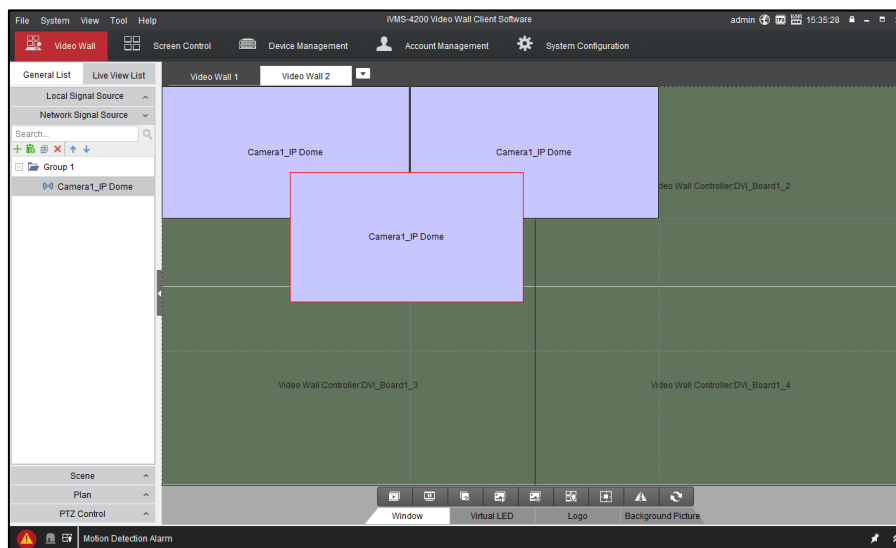 File System View Tool Help
iVMS-4200 Video Wall Client Software
admin 15:35:28
Video Wall
Screen Control
Device Management
Account Management
System Configuration
General List
Live View List
Video Wall 1
Video Wall 2
Local Signal Source
Network Signal Source
Search...
Group 1
Camera1_IP Dome
Camera1_IP Dome
Camera1_IP Dome
Camera1_IP Dome
deo Wall Controller:DVI_Board1_2
Video Wall Controller:DVI_Board1_3
Video Wall Controller:DVI_Board1_4
Scene
Plan
PTZ Control
Window
Virtual LED
Logo
Background Picture
Motion Detection Alarm